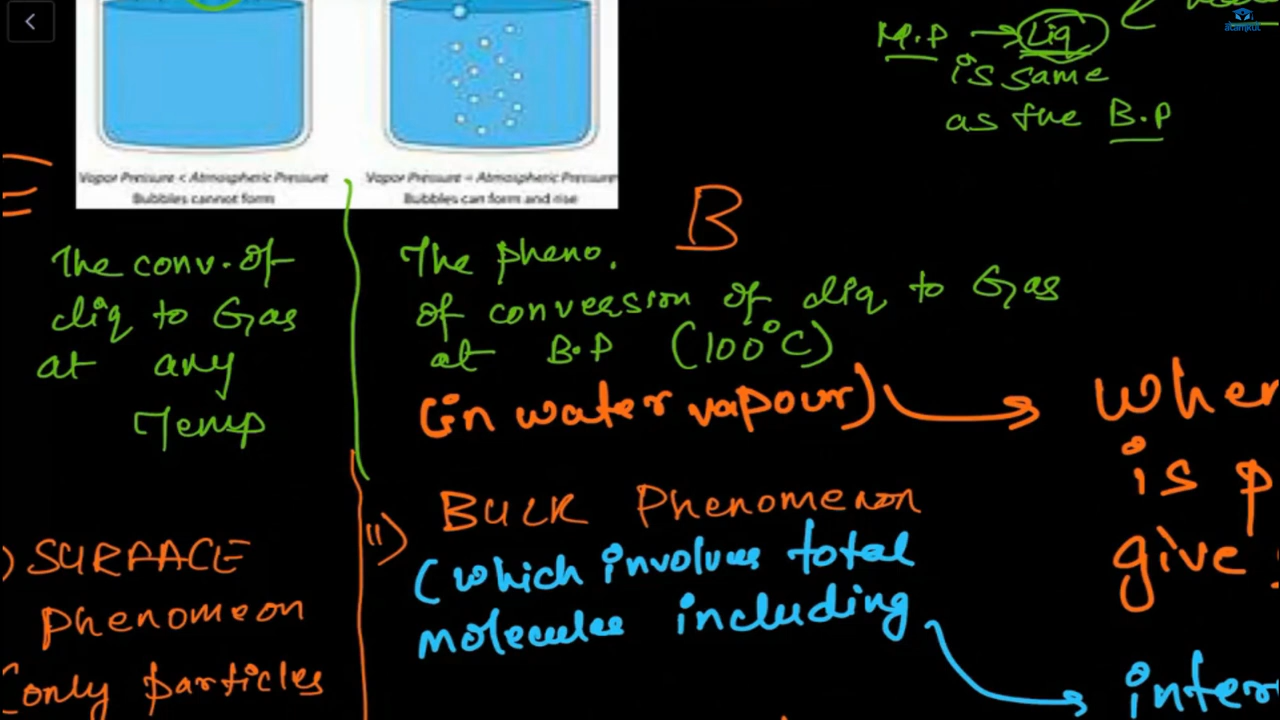 atamkul
M.P → Liq
is same
as the B.P
Vapor Pressure < Atmospheric Pressure
Bubbles cannot form
Vapor Pressure = Atmospheric Pressure
Bubbles can form and rise
B
The conv. of
liq to Gas
at any
Temp
The pheno.
of conversion of liq to Gas
at B.P (100°C)
(in water vapour) → wher
is p
give
SURFACE
Phenomeon
(only particles
ii) BULK Phenomenon
(which involves total
molecules including → inter